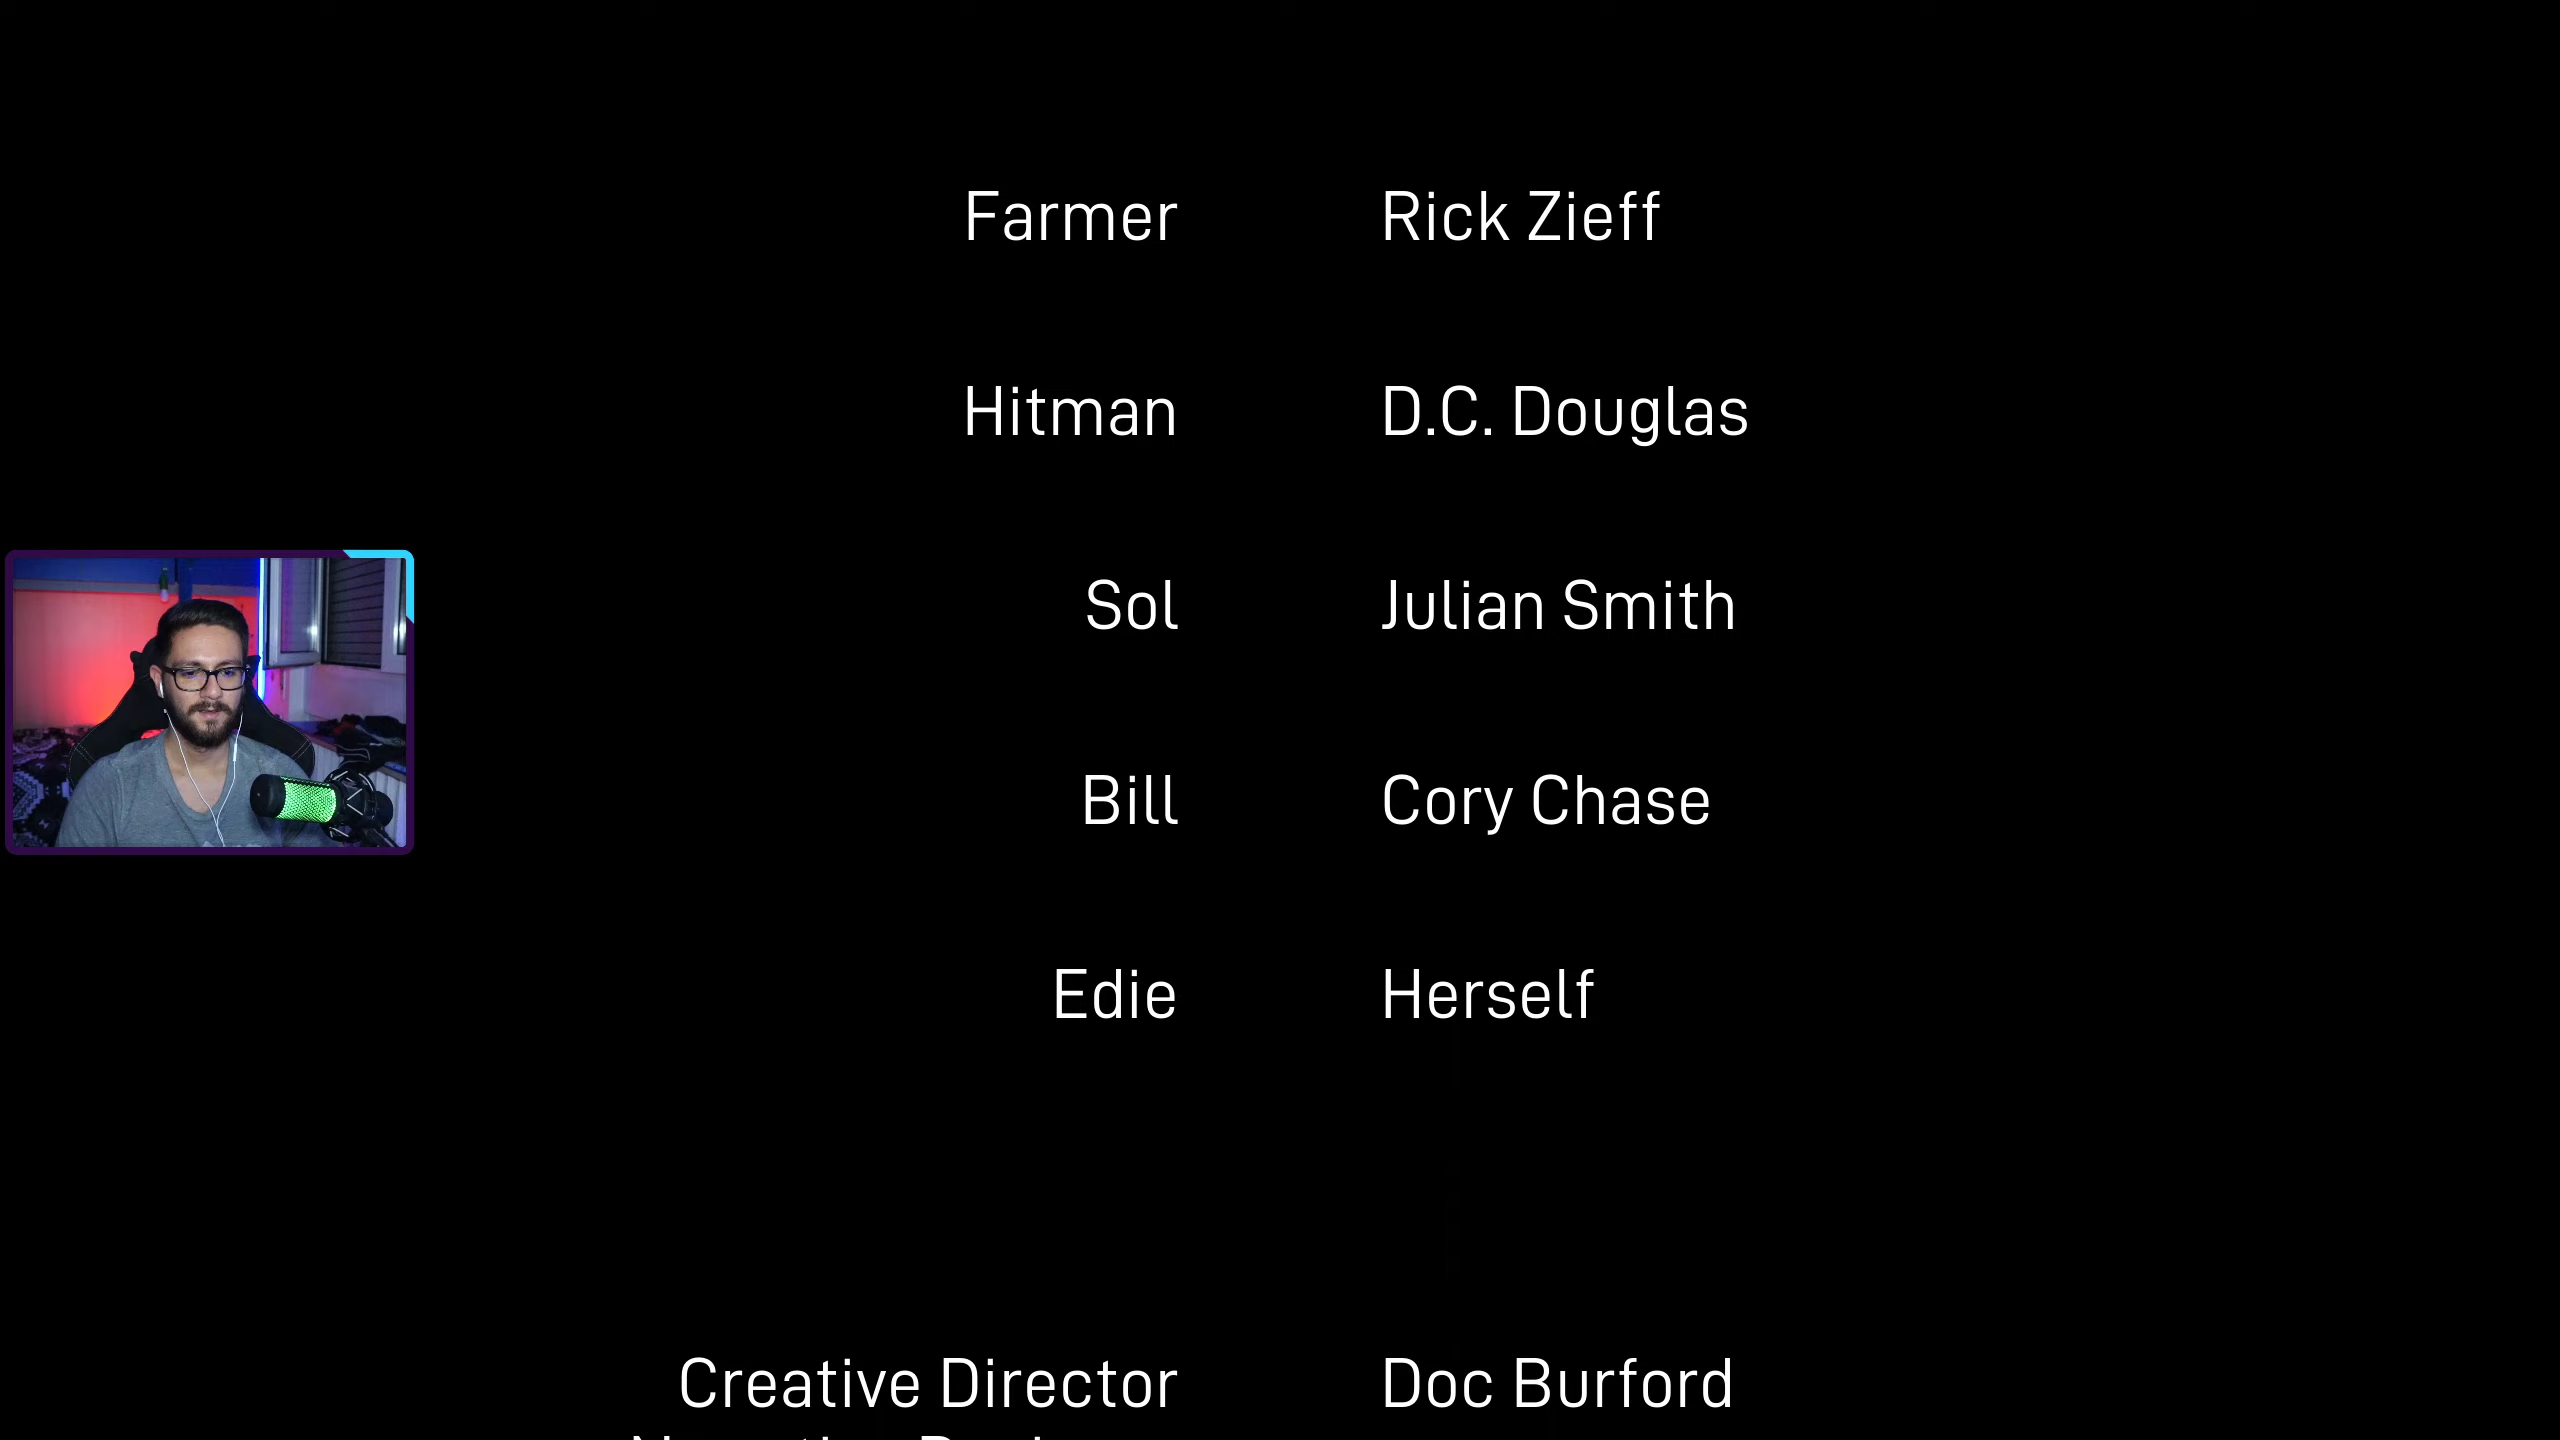 Farmer Rick Zieff
Hitman D.C. Douglas
Sol Julian Smith
Bill Cory Chase
Edie Herself
Creative Director Doc Burford